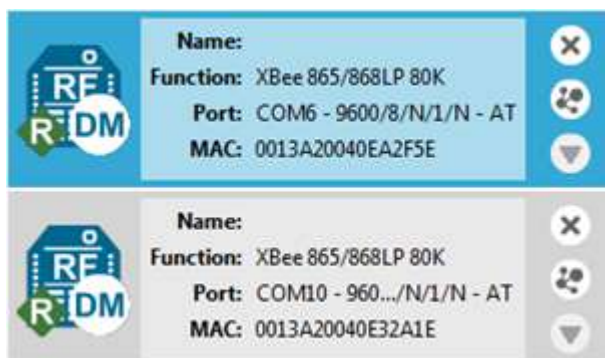 RF
R DM
Name:
Function: XBee 865/868LP 80K
Port: COM6 - 9600/8/N/1/N - AT
MAC: 0013A20040EA2F5E
RF
R DM
Name:
Function: XBee 865/868LP 80K
Port: COM10 - 960.../N/1/N - AT
MAC: 0013A20040E32A1E